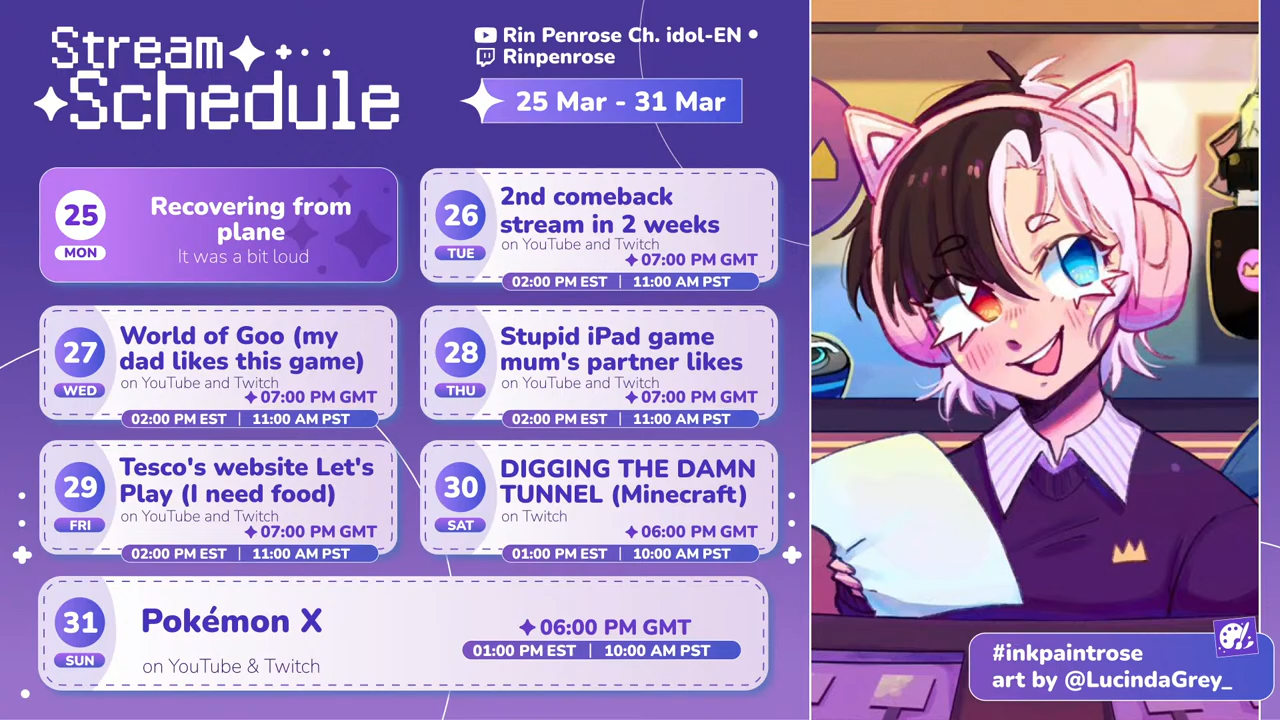 Stream
Schedule
Rin Penrose Ch. idol-EN
Rinpenrose
25 Mar - 31 Mar
25
MON
Recovering from
plane
It was a bit loud
26
TUE
2nd comeback
stream in 2 weeks
on YouTube and Twitch
07:00 PM GMT
02:00 PM EST | 11:00 AM PST
27
WED
World of Goo (my
dad likes this game)
on YouTube and Twitch
07:00 PM GMT
02:00 PM EST | 11:00 AM PST
28
THU
Stupid iPad game
mum's partner likes
on YouTube and Twitch
07:00 PM GMT
02:00 PM EST | 11:00 AM PST
29
FRI
Tesco's website Let's
Play (I need food)
on YouTube and Twitch
07:00 PM GMT
02:00 PM EST | 11:00 AM PST
30
SAT
DIGGING THE DAMN
TUNNEL (Minecraft)
on Twitch
06:00 PM GMT
01:00 PM EST | 10:00 AM PST
31
SUN
Pokémon X
on YouTube & Twitch
06:00 PM GMT
01:00 PM EST | 10:00 AM PST
#inkpaintrose
art by @LucindaGrey_